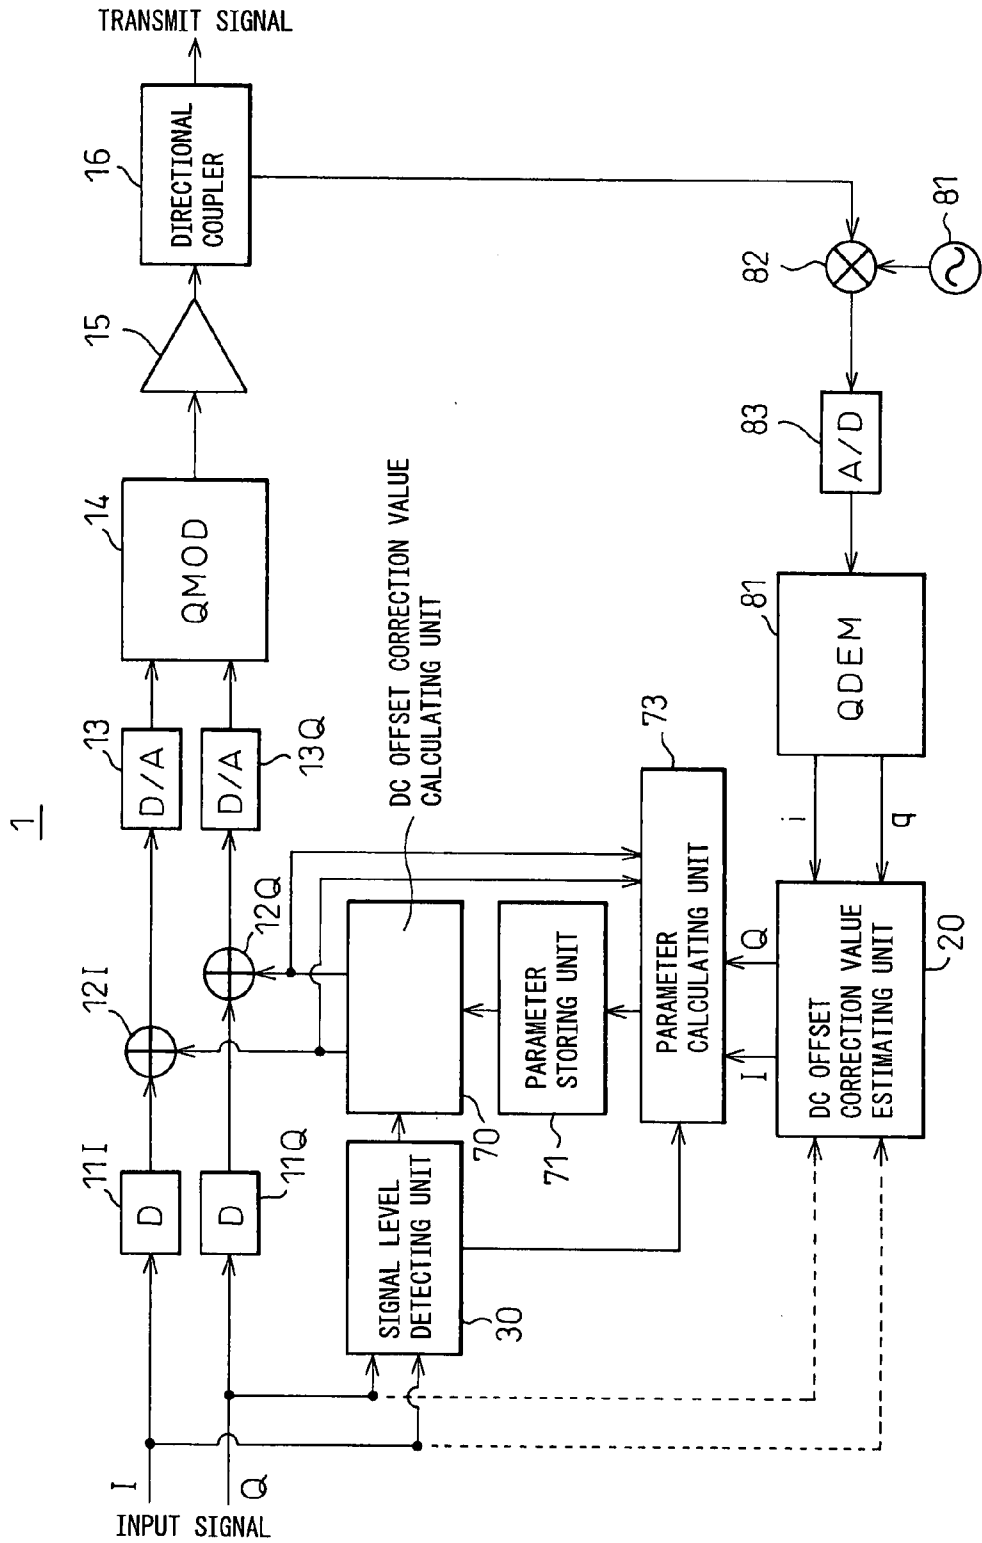 1
INPUT SIGNAL
I
Q
11I
D
11Q
D
12I
12Q
13
D/A
D/A
13Q
14
QMOD
15
16
DIRECTIONAL
COUPLER
TRANSMIT SIGNAL
SIGNAL LEVEL
DETECTING UNIT
30
70
DC OFFSET CORRECTION VALUE
CALCULATING UNIT
PARAMETER
STORING UNIT
71
PARAMETER
CALCULATING UNIT
73
I
Q
DC OFFSET
CORRECTION VALUE
ESTIMATING UNIT
20
i
q
81
QDEM
83
A/D
82
81